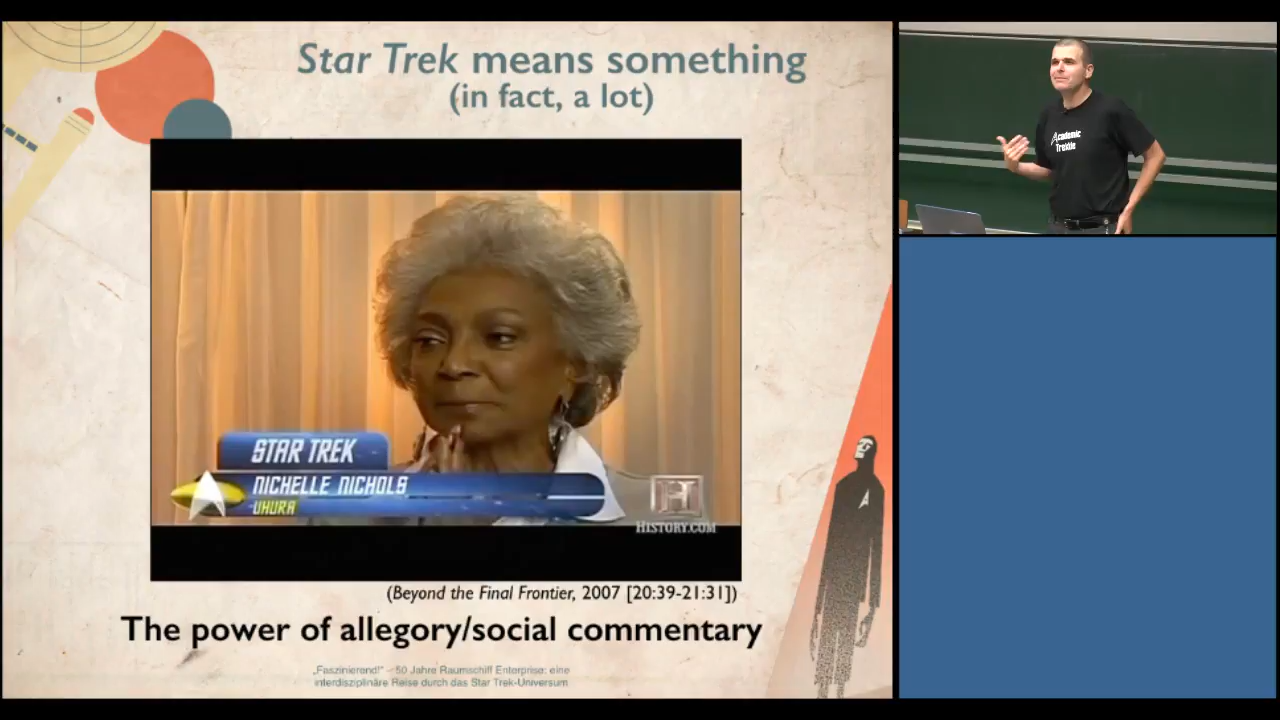 Star Trek means something
(in fact, a lot)
STAR TREK
NICHELLE NICHOLS
UHURA
H
HISTORY.COM
(Beyond the Final Frontier, 2007 [20:39-21:31])
The power of allegory/social commentary
„Faszinierend!“ – 50 Jahre Raumschiff Enterprise: eine
interdisziplinäre Reise durch das Star Trek-Universum
Academic
Trekkie